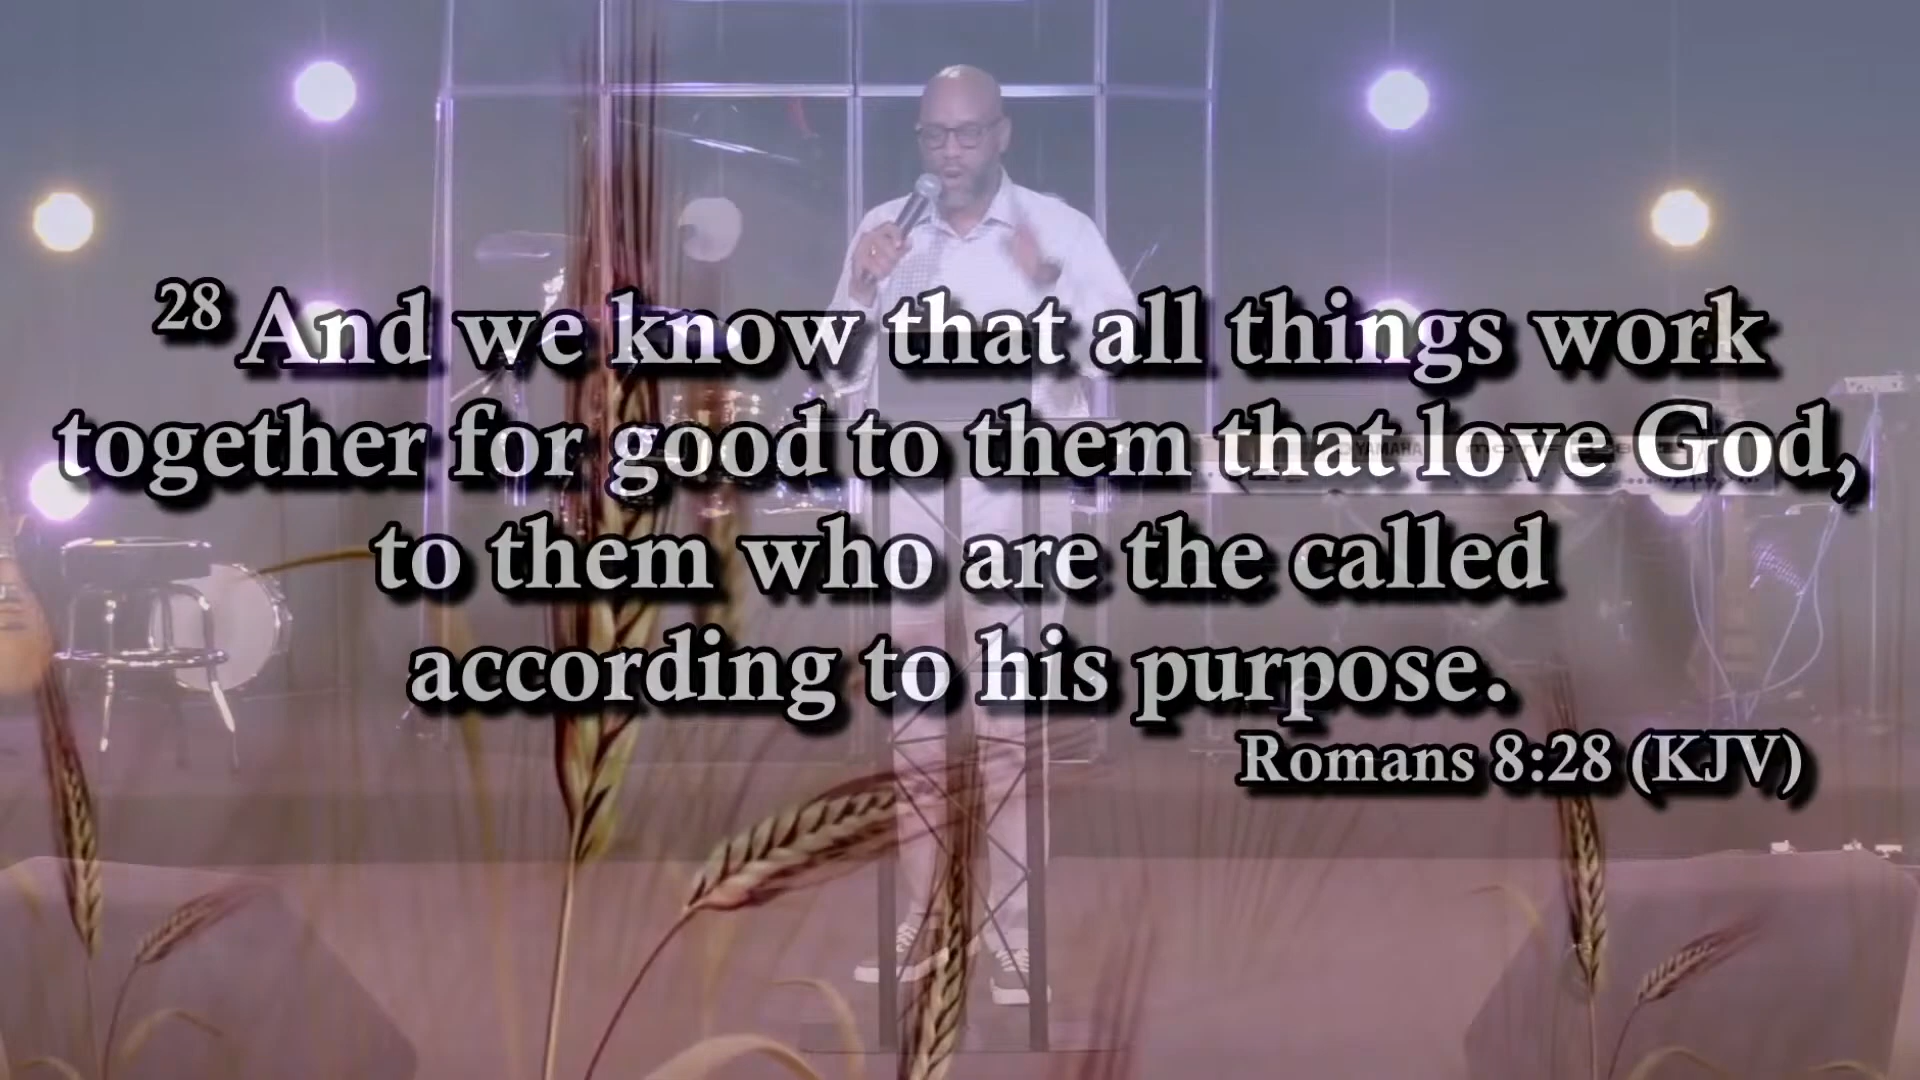 28 And we know that all things work
together for good to them that love God,
to them who are the called
according to his purpose.
Romans 8:28 (KJV)
YAMAHA